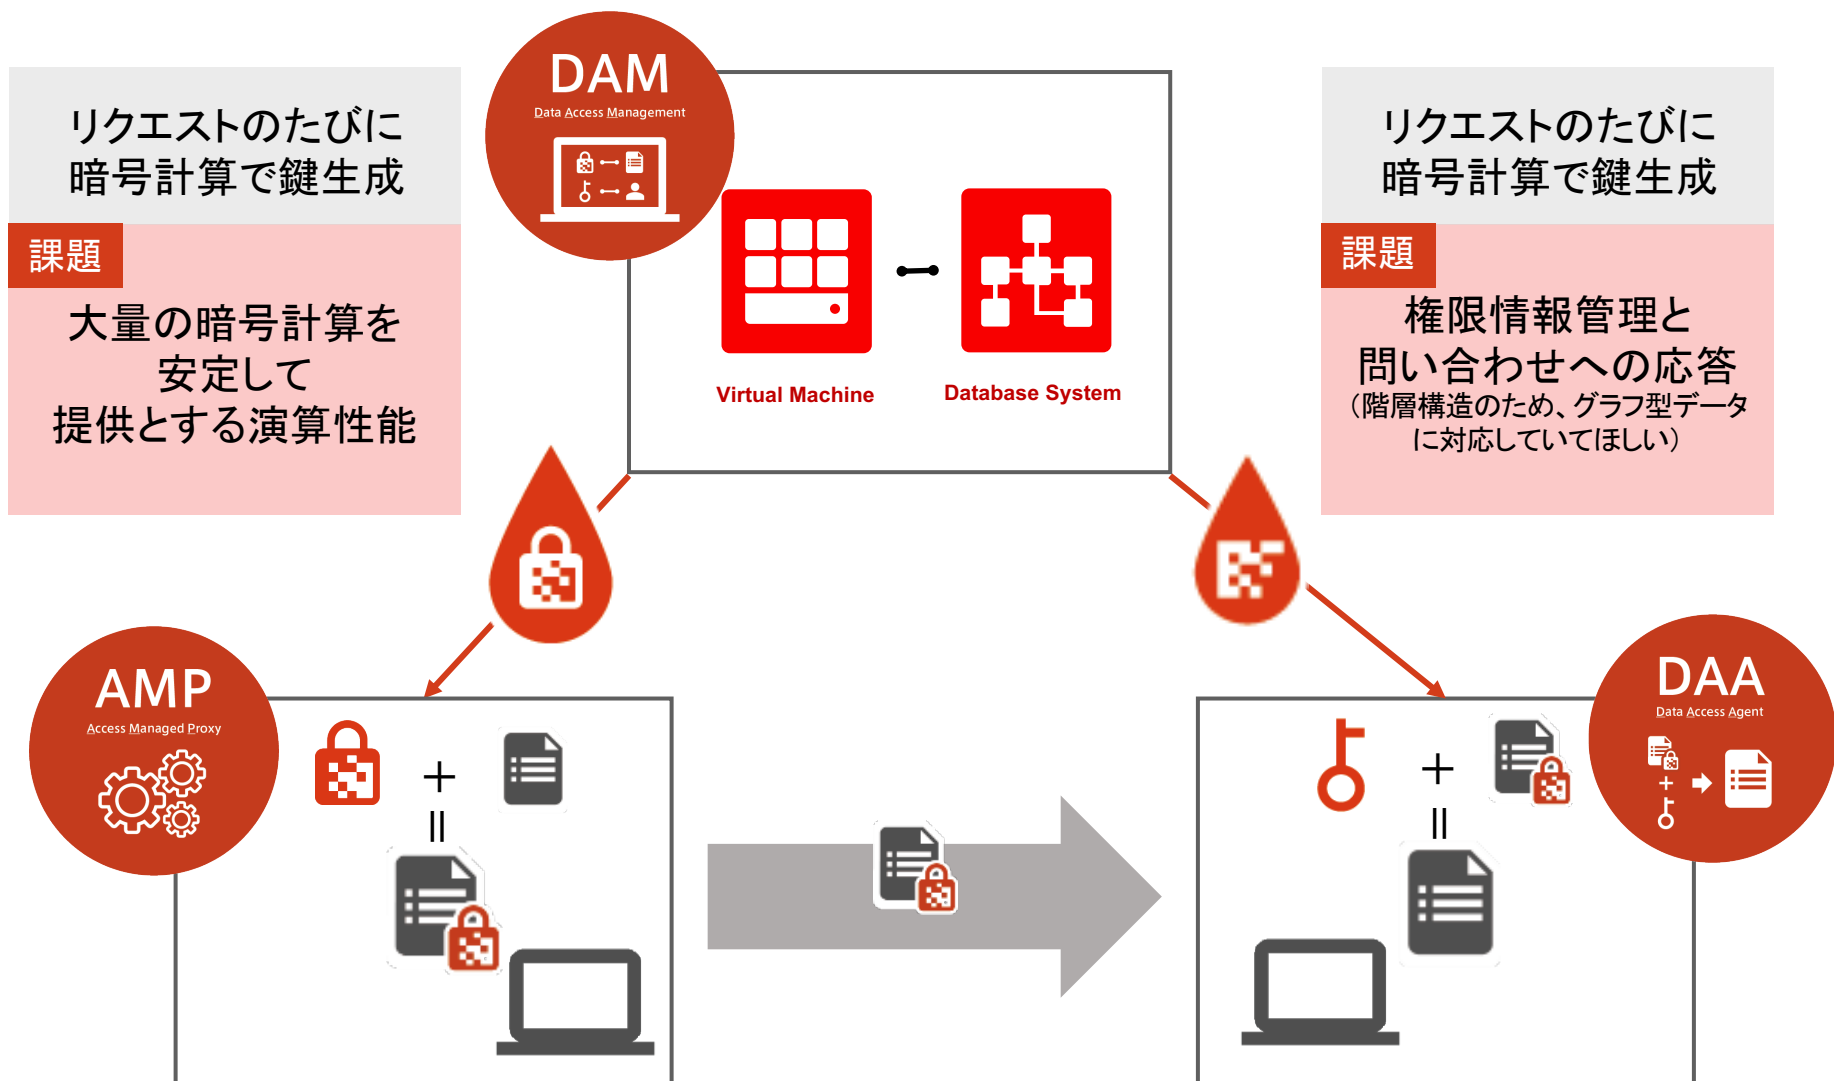 DAM
Data Access Management
リクエストのたびに
暗号計算で鍵生成
課題
大量の暗号計算を
安定して
提供とする演算性能
Virtual Machine
Database System
リクエストのたびに
暗号計算で鍵生成
課題
権限情報管理と
問い合わせへの応答
（階層構造のため、グラフ型データ
に対応していてほしい）
AMP
Access Managed Proxy
+
=
DAA
Data Access Agent
+
+
=